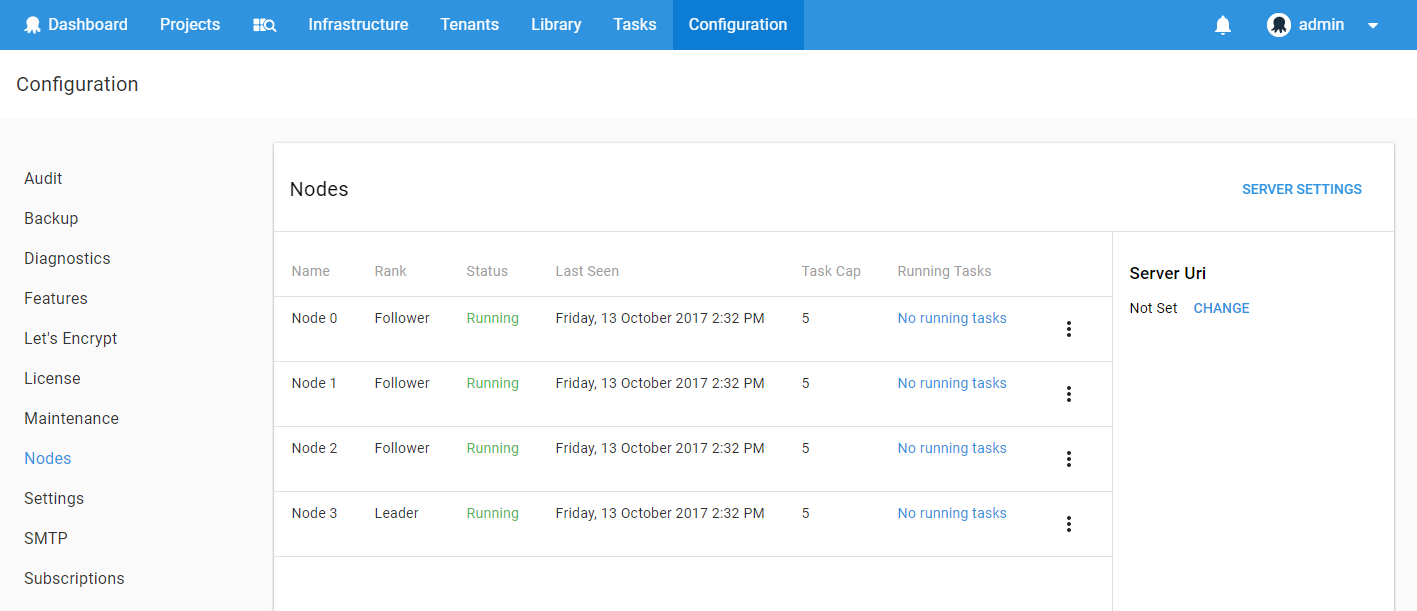 Dashboard Projects Infrastructure Tenants Library Tasks Configuration admin
Configuration
Audit
Backup
Diagnostics
Features
Let's Encrypt
License
Maintenance
Nodes
Settings
SMTP
Subscriptions
Nodes SERVER SETTINGS
Name Rank Status Last Seen Task Cap Running Tasks
Node 0 Follower Running Friday, 13 October 2017 2:32 PM 5 No running tasks
Node 1 Follower Running Friday, 13 October 2017 2:32 PM 5 No running tasks
Node 2 Follower Running Friday, 13 October 2017 2:32 PM 5 No running tasks
Node 3 Leader Running Friday, 13 October 2017 2:32 PM 5 No running tasks
Server Uri
Not Set CHANGE